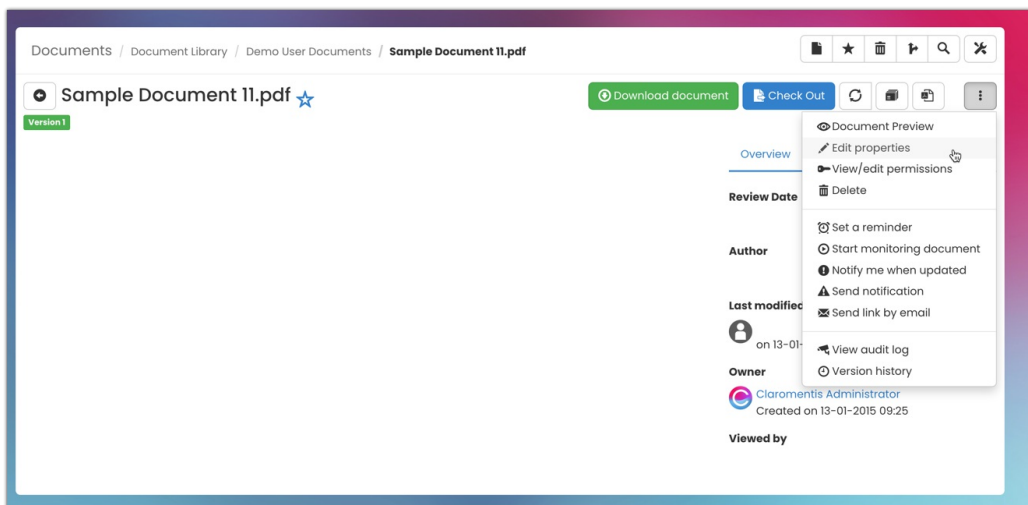 Documents / Document Library / Demo User Documents / Sample Document 11.pdf
Sample Document 11.pdf
Download document
Check Out
Version 1
Document Preview
Edit properties
View/edit permissions
Delete
Set a reminder
Start monitoring document
Notify me when updated
Send notification
Send link by email
View audit log
Version history
Overview
Review Date
Author
Last modified
on 13-01-
Owner
Claromentis Administrator
Created on 13-01-2015 09:25
Viewed by